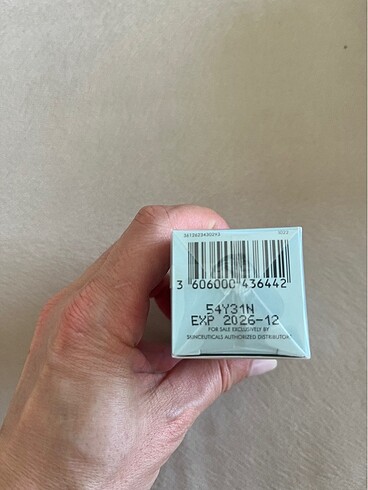 3 606000 436442
54Y31N
EXP 2026-12
FOR SALE EXCLUSIVELY BY
SKINCEUTICALS AUTHORIZED DISTRIBUTOR